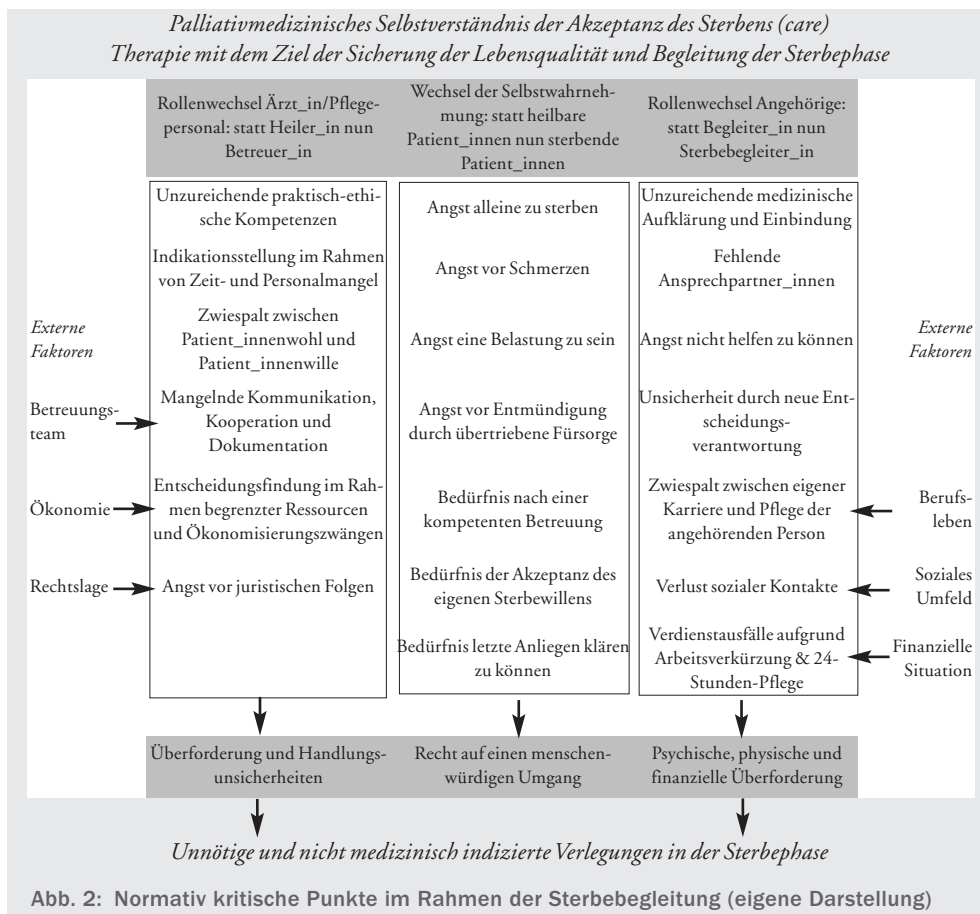 Palliativmedizinisches Selbstverständnis der Akzeptanz des Sterbens (care)
Therapie mit dem Ziel der Sicherung der Lebensqualität und Begleitung der Sterbephase
Rollenwechsel Ärzt_in/Pflege-
personal: statt Heiler_in nun
Betreuer_in
Wechsel der Selbstwahrneh-
mung: statt heilbare
Patient_innen nun sterbende
Patient_innen
Rollenwechsel Angehörige:
statt Begleiter_in nun
Sterbebegleiter_in
Externe
Faktoren
Betreuungs-
team
Ökonomie
Rechtslage
Unzureichende praktisch-ethi-
sche Kompetenzen
Indikationsstellung im Rahmen
von Zeit- und Personalmangel
Zwiespalt zwischen
Patient_innenwohl und
Patient_innenwille
Mangelnde Kommunikation,
Kooperation und
Dokumentation
Entscheidungsfindung im Rah-
men begrenzter Ressourcen
und Ökonomisierungszwängen
Angst vor juristischen Folgen
Angst alleine zu sterben
Angst vor Schmerzen
Angst eine Belastung zu sein
Angst vor Entmündigung
durch übertriebene Fürsorge
Bedürfnis nach einer
kompetenten Betreuung
Bedürfnis der Akzeptanz des
eigenen Sterbewillens
Bedürfnis letzte Anliegen klären
zu können
Unzureichende medizinische
Aufklärung und Einbindung
Fehlende
Ansprechpartner_innen
Angst nicht helfen zu können
Unsicherheit durch neue Ent-
scheidungs-
verantwortung
Zwiespalt zwischen eigener
Karriere und Pflege der
angehörenden Person
Verlust sozialer Kontakte
Verdienstausfälle aufgrund
Arbeitsverkürzung & 24-
Stunden-Pflege
Externe
Faktoren
Berufs-
leben
Soziales
Umfeld
Finanzielle
Situation
Überforderung und Handlungs-
unsicherheiten
Recht auf einen menschen-
würdigen Umgang
Psychische, physische und
finanzielle Überforderung
Unnötige und nicht medizinisch indizierte Verlegungen in der Sterbephase
Abb. 2: Normativ kritische Punkte im Rahmen der Sterbebegleitung (eigene Darstellung)